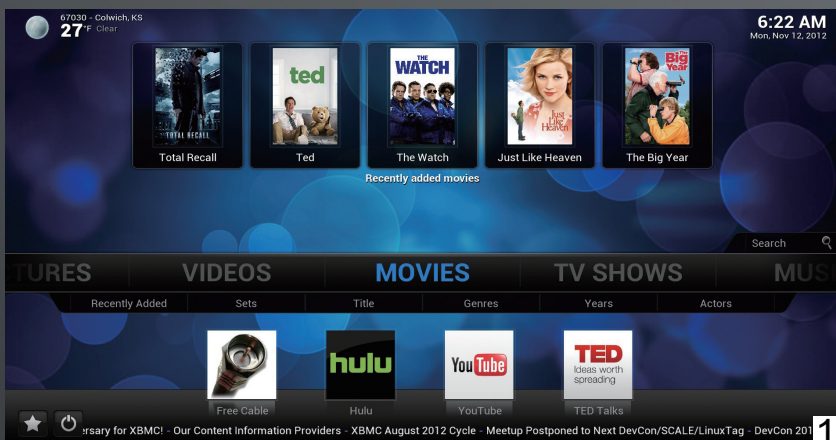 67030 - Colwich, KS
27°F Clear
6:22 AM
Mon, Nov 12, 2012
TOTAL RECALL
ted
THE WATCH
Just Like Heaven
The Big Year
Total Recall
Ted
The Watch
Just Like Heaven
The Big Year
Recently added movies
Search
TURES
VIDEOS
MOVIES
TV SHOWS
MUS
Recently Added
Sets
Title
Genres
Years
Actors
hulu
You Tube
TED
Ideas worth
spreading
Free Cable
Hulu
YouTube
TED Talks
ersary for XBMC! - Our Content Information Providers - XBMC August 2012 Cycle - Meetup Postponed to Next DevCon/SCALE/LinuxTag - DevCon 201
1